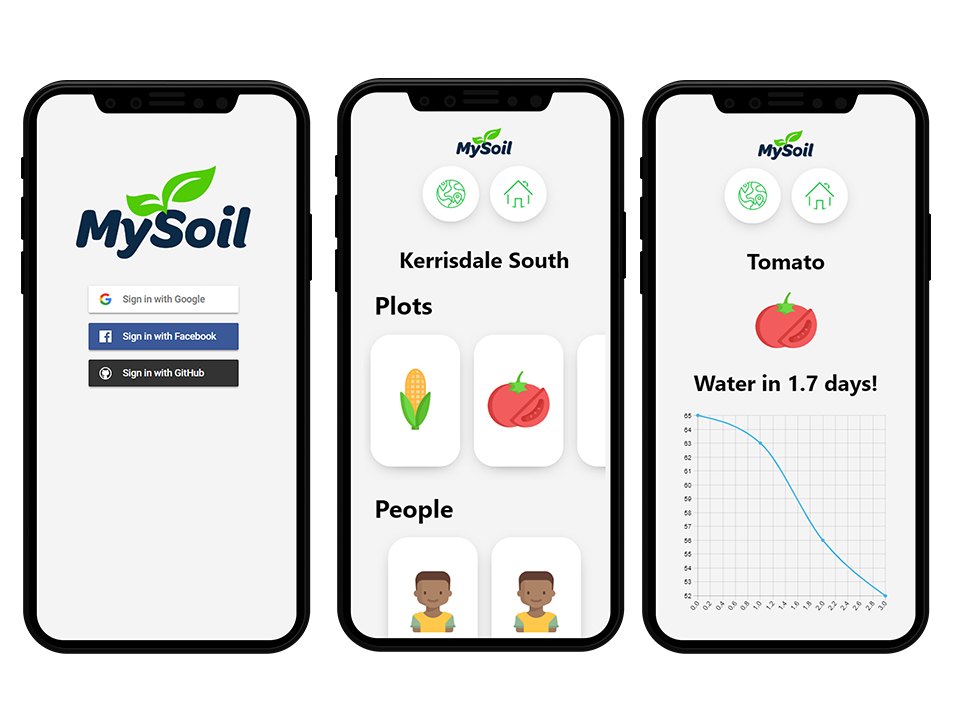 MySoil
Sign in with Google
Sign in with Facebook
Sign in with GitHub
MySoil
Kerrisdale South
Plots
People
MySoil
Tomato
Water in 1.7 days!
65
64
63
62
61
60
59
58
57
56
55
54
53
52
0.0 0.2 0.4 0.6 0.8 1.0 1.2 1.4 1.6 1.8 2.0 2.2 2.4 2.6 2.8 3.0